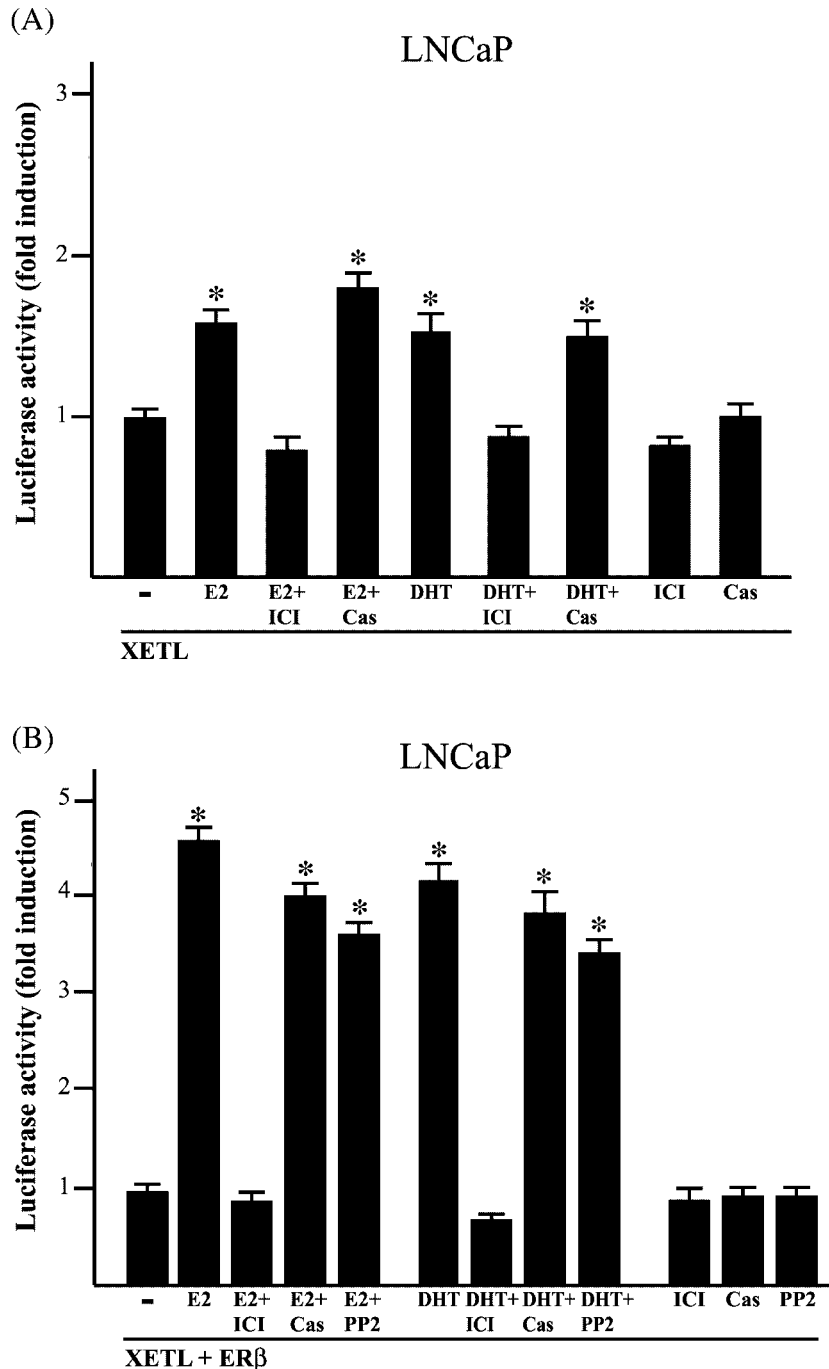 (A)
LNCaP
Luciferase activity (fold induction)
3
2
1
* * * *
- E2 E2+ E2+ DHT DHT+ DHT+ ICI Cas
ICI Cas ICI Cas
XETL
(B)
LNCaP
Luciferase activity (fold induction)
5
4
3
2
1
* * * * * *
- E2 E2+ E2+ E2+ DHT DHT+ DHT+ DHT+ ICI Cas PP2
ICI Cas PP2 ICI Cas PP2
XETL + ERβ